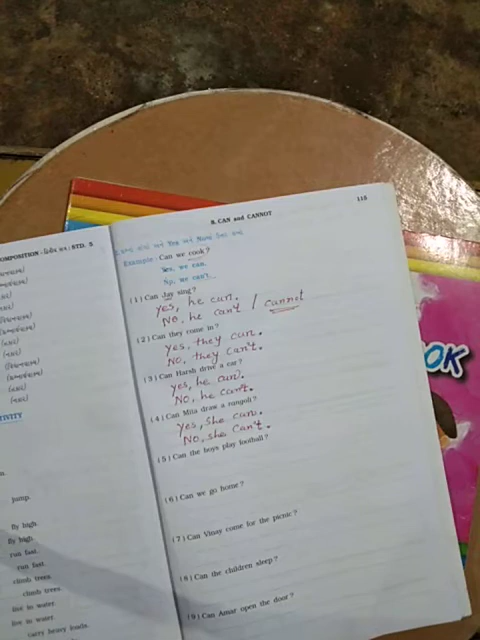 COMPOSITION - દ્વિતીય સત્ર : STD. 5
TIVITY
n.
jump.
fly high.
fly high.
run fast.
run fast.
climb trees.
climb trees.
live in water.
live in water.
carry heavy loads.
8. CAN and CANNOT
115
Example : Can we cook?
Yes, we can.
No, we can't.
(1) Can Jay sing?
Yes, he can.
No, he can't / cannot
(2) Can they come in?
Yes, they can.
No, they can't.
(3) Can Harsh drive a car?
Yes, he can.
No, he can't.
(4) Can Mita draw a rangoli?
Yes, she can.
No, she can't.
(5) Can the boys play football?
(6) Can we go home?
(7) Can Vinay come for the picnic?
(8) Can the children sleep?
(9) Can Amar open the door?
OK